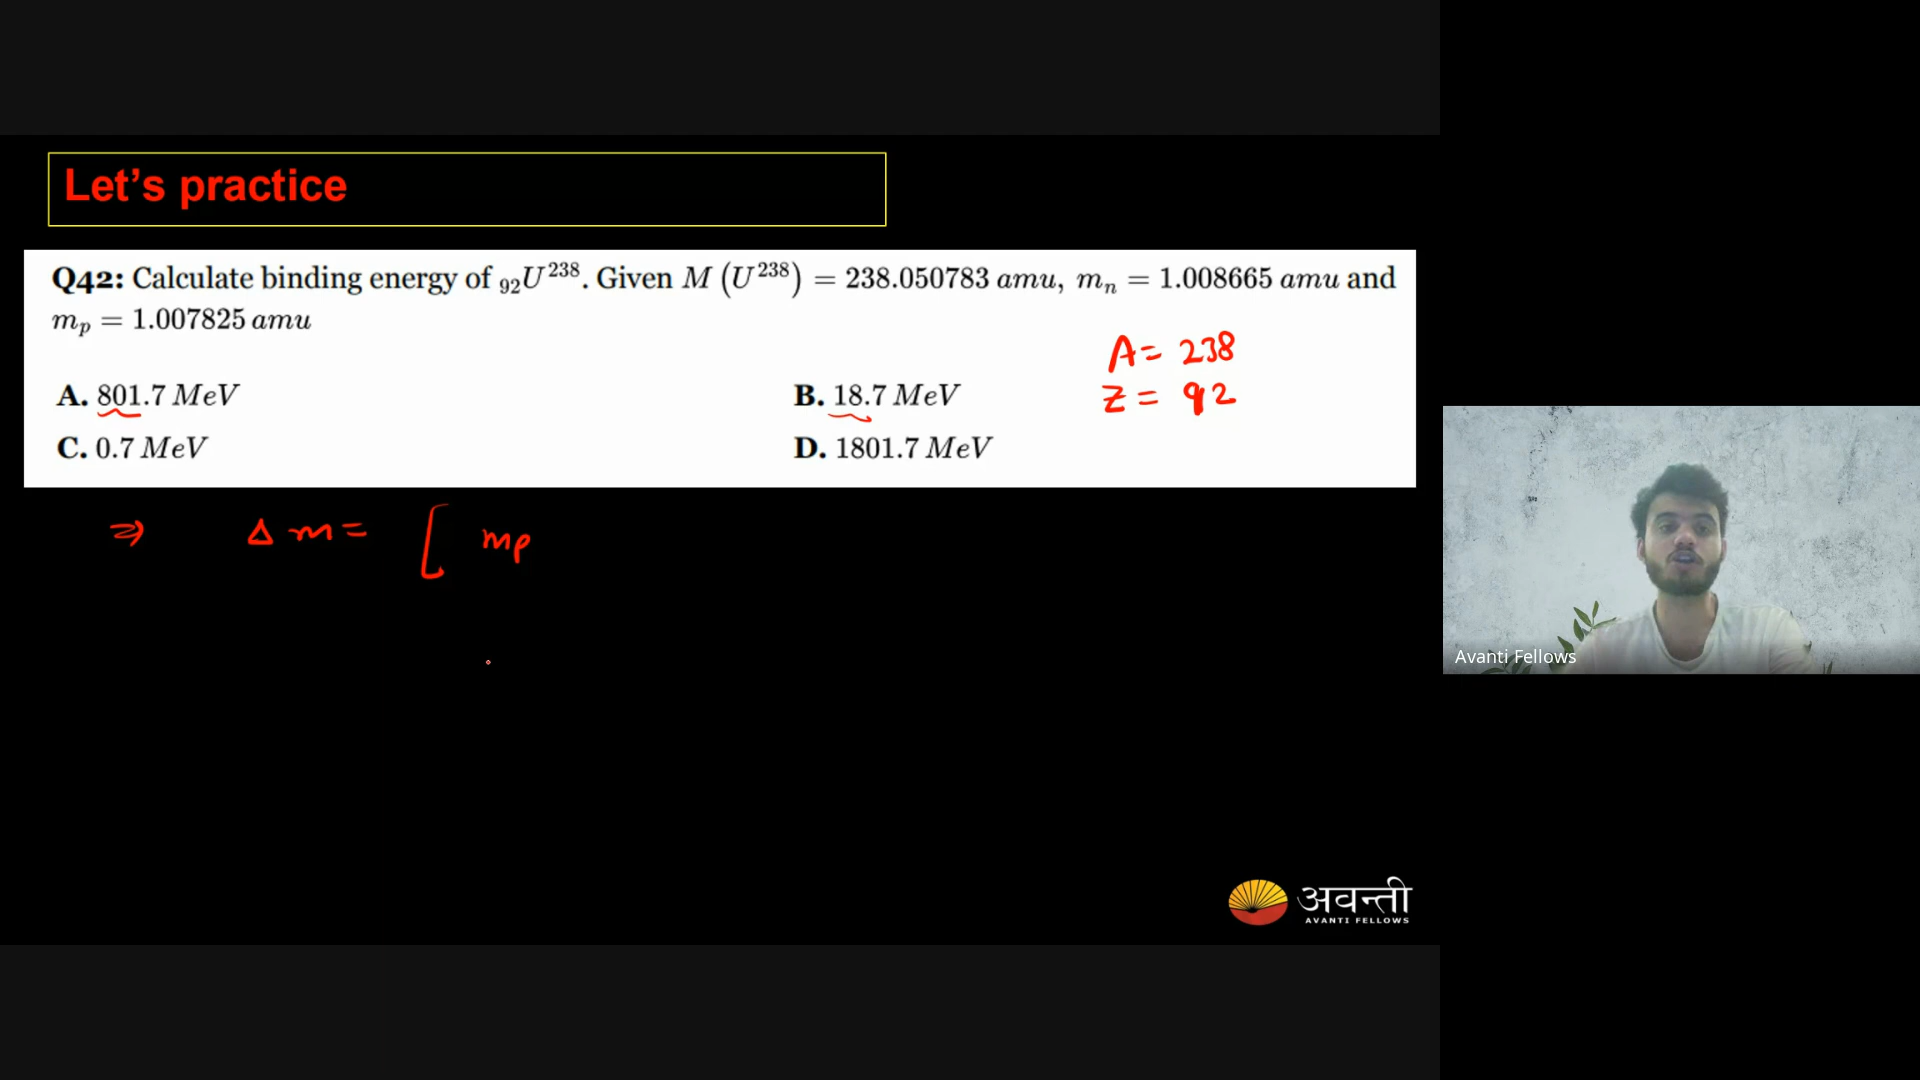 Let's practice
Q42: Calculate binding energy of ₉₂U²³⁸. Given M (U²³⁸) = 238.050783 amu, mₙ = 1.008665 amu and
mₚ = 1.007825 amu
A = 238
Z = 92
A. 801.7 MeV B. 18.7 MeV
C. 0.7 MeV D. 1801.7 MeV
⇒ Δm = [ mp
Avanti Fellows
अवन्ती
AVANTI FELLOWS